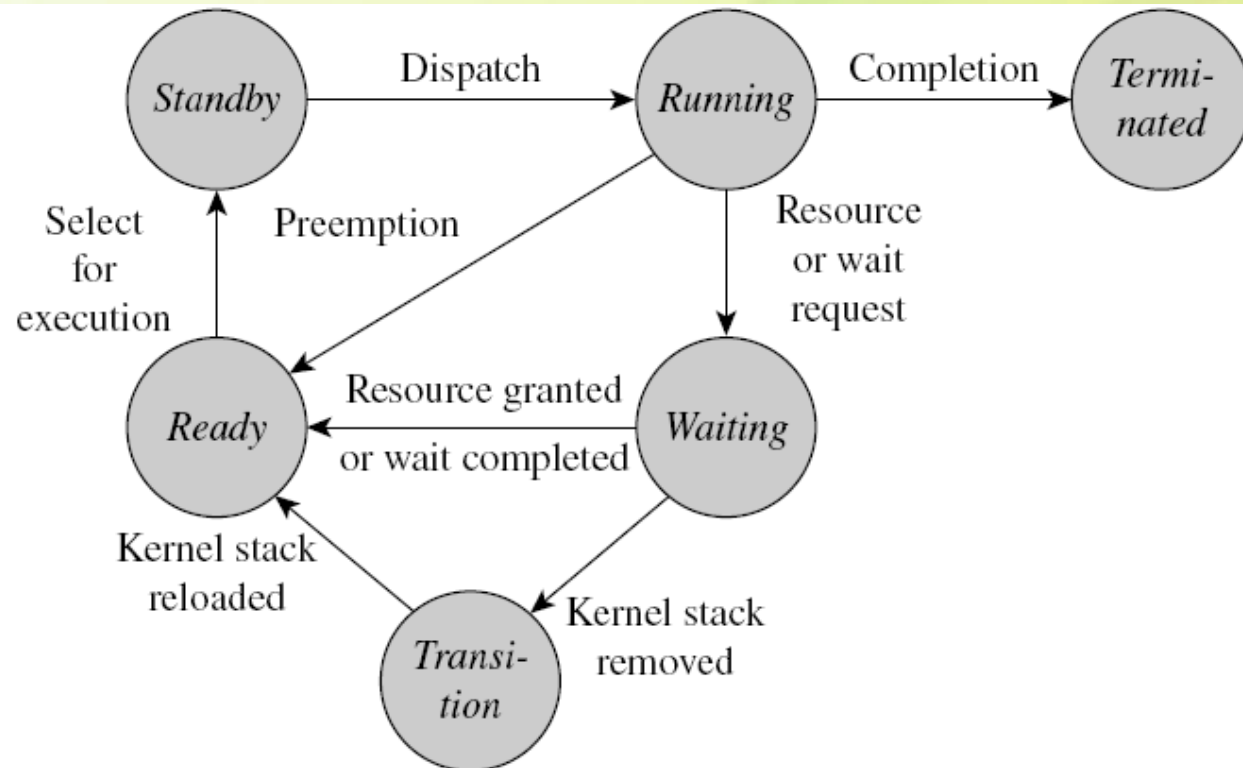 Standby
Dispatch
Running
Completion
Termi-
nated
Select
for
execution
Preemption
Resource
or wait
request
Ready
Resource granted
or wait completed
Waiting
Kernel stack
reloaded
Transi-
tion
Kernel stack
removed